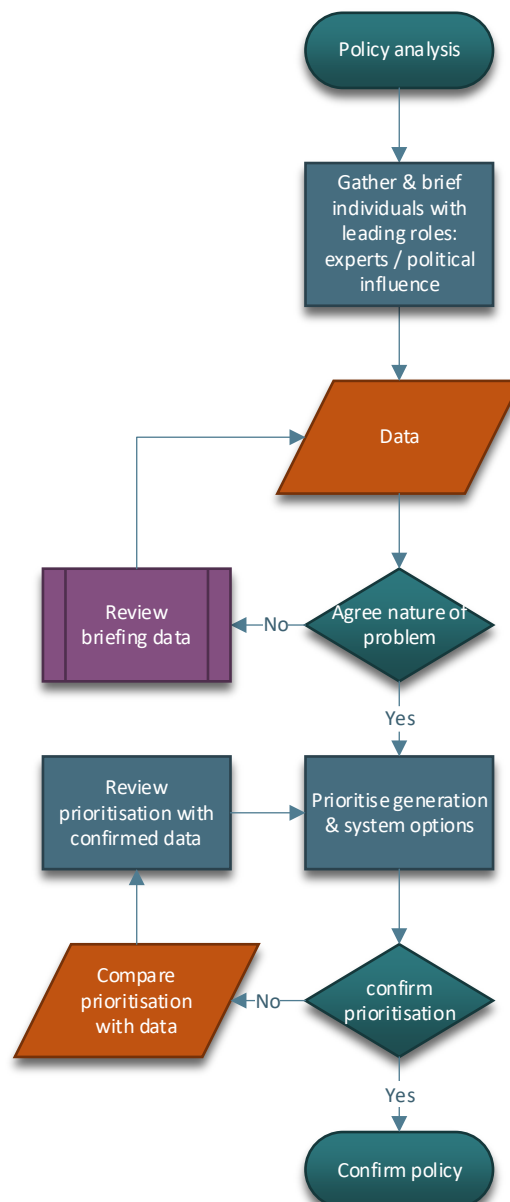 Policy analysis
Gather & brief
individuals with
leading roles:
experts / political
influence
Data
Review
briefing data
No
Agree nature of
problem
Yes
Review
prioritisation with
confirmed data
Prioritise generation
& system options
Compare
prioritisation
with data
No
confirm
prioritisation
Yes
Confirm policy